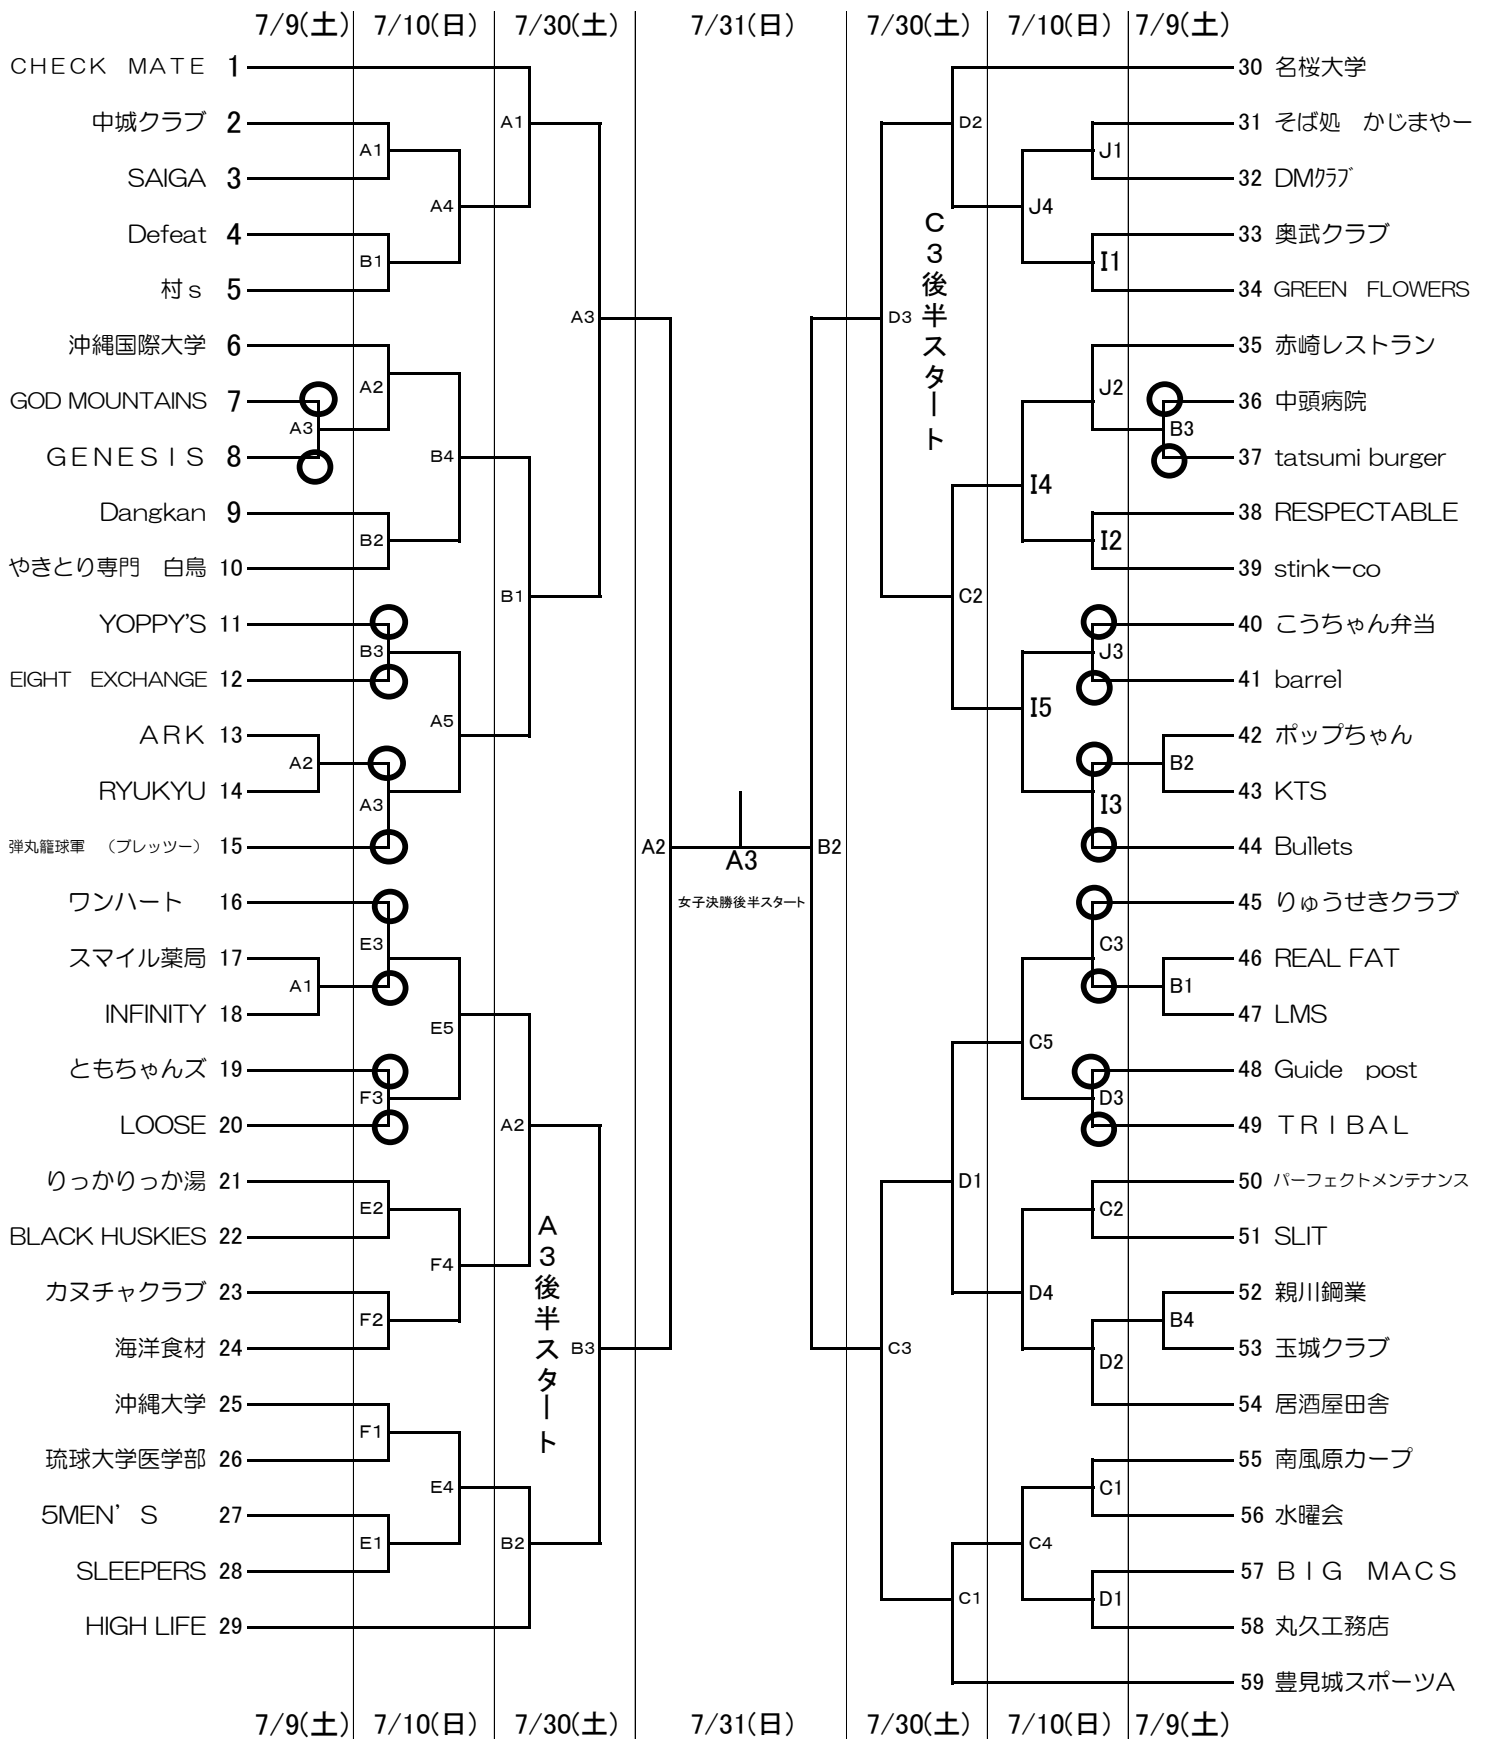 7/9(土) 7/10(日) 7/30(土) 7/31(日) 7/30(土) 7/10(日) 7/9(土)
CHECK　MATE 1
中城クラブ 2
SAIGA 3
Defeat 4
村s 5
沖縄国際大学 6
GOD MOUNTAINS 7
GENESIS 8
Dangkan 9
やきとり専門　白鳥 10
YOPPY'S 11
EIGHT　EXCHANGE 12
ARK 13
RYUKYU 14
弾丸籠球軍　（ブレッツー） 15
ワンハート 16
スマイル薬局 17
INFINITY 18
ともちゃんズ 19
LOOSE 20
りっかりっか湯 21
BLACK HUSKIES 22
カヌチャクラブ 23
海洋食材 24
沖縄大学 25
琉球大学医学部 26
5MEN'S 27
SLEEPERS 28
HIGH LIFE 29
A3
A2
A1
A1
B1
A2
B2
B3
A3
E3
F3
E2
F2
F1
E1
A4
B4
A5
E5
F4
E4
A1
B1
A2
B2
A3
B3
A3後半スタート
A2
A3
女子決勝後半スタート
B2
D3
C3
C3後半スタート
D2
C2
D1
C1
J4
I4
I5
C5
D4
C4
J1
I1
J2
I2
J3
I3
C3
D3
C2
D2
C1
D1
B3
B2
B1
B4
30 名桜大学
31 そば処　かじまやー
32 DMｸﾗﾌﾞ
33 奥武クラブ
34 GREEN　FLOWERS
35 赤崎レストラン
36 中頭病院
37 tatsumi burger
38 RESPECTABLE
39 stinkーco
40 こうちゃん弁当
41 barrel
42 ポップちゃん
43 KTS
44 Bullets
45 りゅうせきクラブ
46 REAL FAT
47 LMS
48 Guide　post
49 TRIBAL
50 パーフェクトメンテナンス
51 SLIT
52 親川鋼業
53 玉城クラブ
54 居酒屋田舎
55 南風原カープ
56 水曜会
57 BIG　MACS
58 丸久工務店
59 豊見城スポーツA
7/9(土) 7/10(日) 7/30(土) 7/31(日) 7/30(土) 7/10(日) 7/9(土)